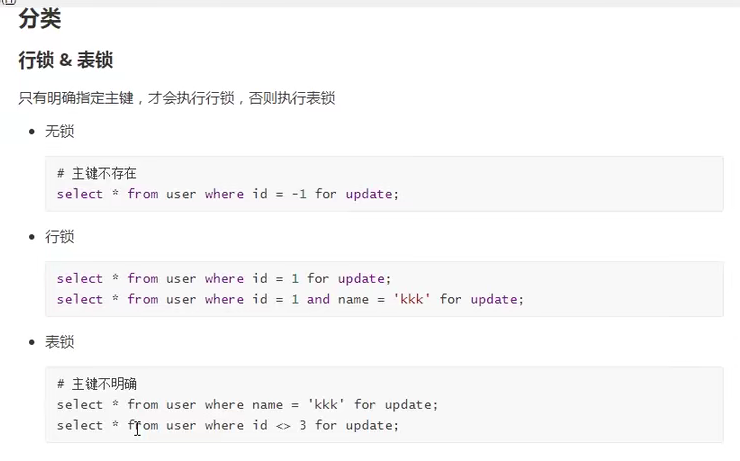 分类
行锁 & 表锁
只有明确指定主键，才会执行行锁，否则执行表锁
无锁
# 主键不存在
select * from user where id = -1 for update;
行锁
select * from user where id = 1 for update;
select * from user where id = 1 and name = 'kkk' for update;
表锁
# 主键不明确
select * from user where name = 'kkk' for update;
select * from user where id <> 3 for update;